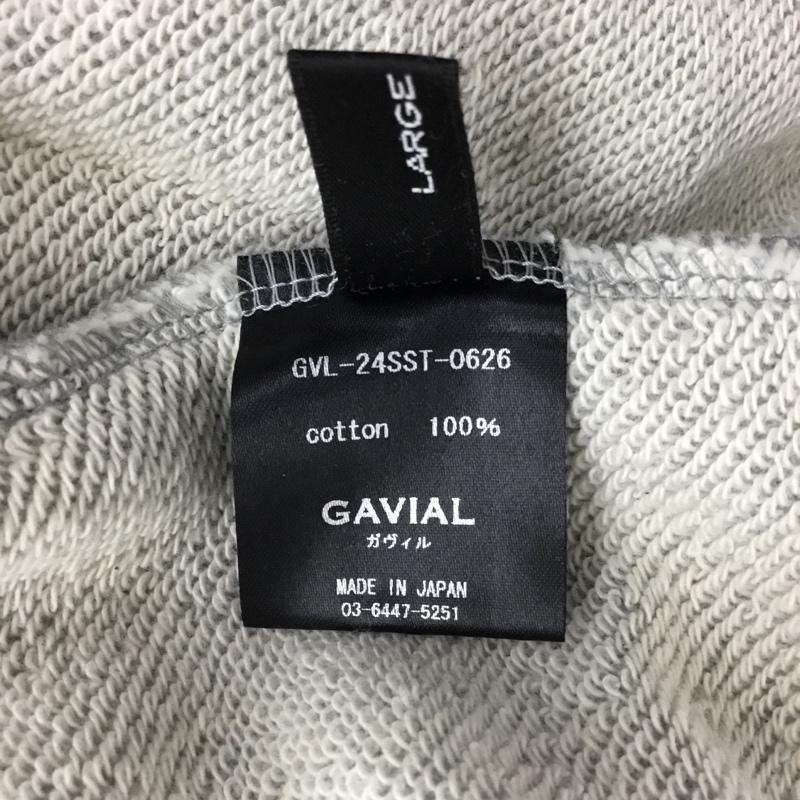 LARGE
GVL-24SST-0626
cotton 100%
GAVIAL
ガヴィル
MADE IN JAPAN
03-6447-5251